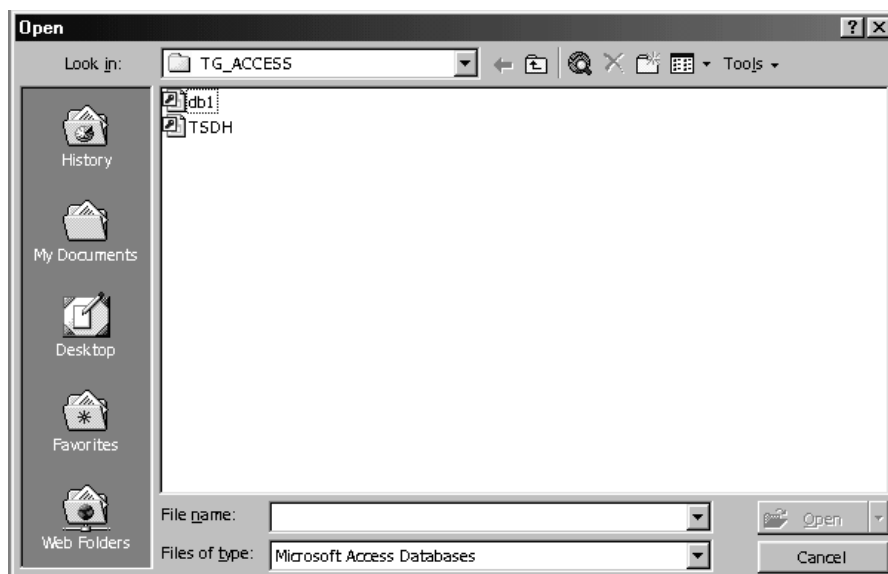 Open
Look in: TG_ACCESS Tools
db1
TSDH
History
My Documents
Desktop
Favorites
Web Folders
File name: Open
Files of type: Microsoft Access Databases Cancel